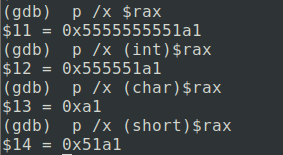 (gdb)  p /x $rax
$11 = 0x5555555551a1
(gdb)  p /x (int)$rax
$12 = 0x555551a1
(gdb)  p /x (char)$rax
$13 = 0xa1
(gdb)  p /x (short)$rax
$14 = 0x51a1